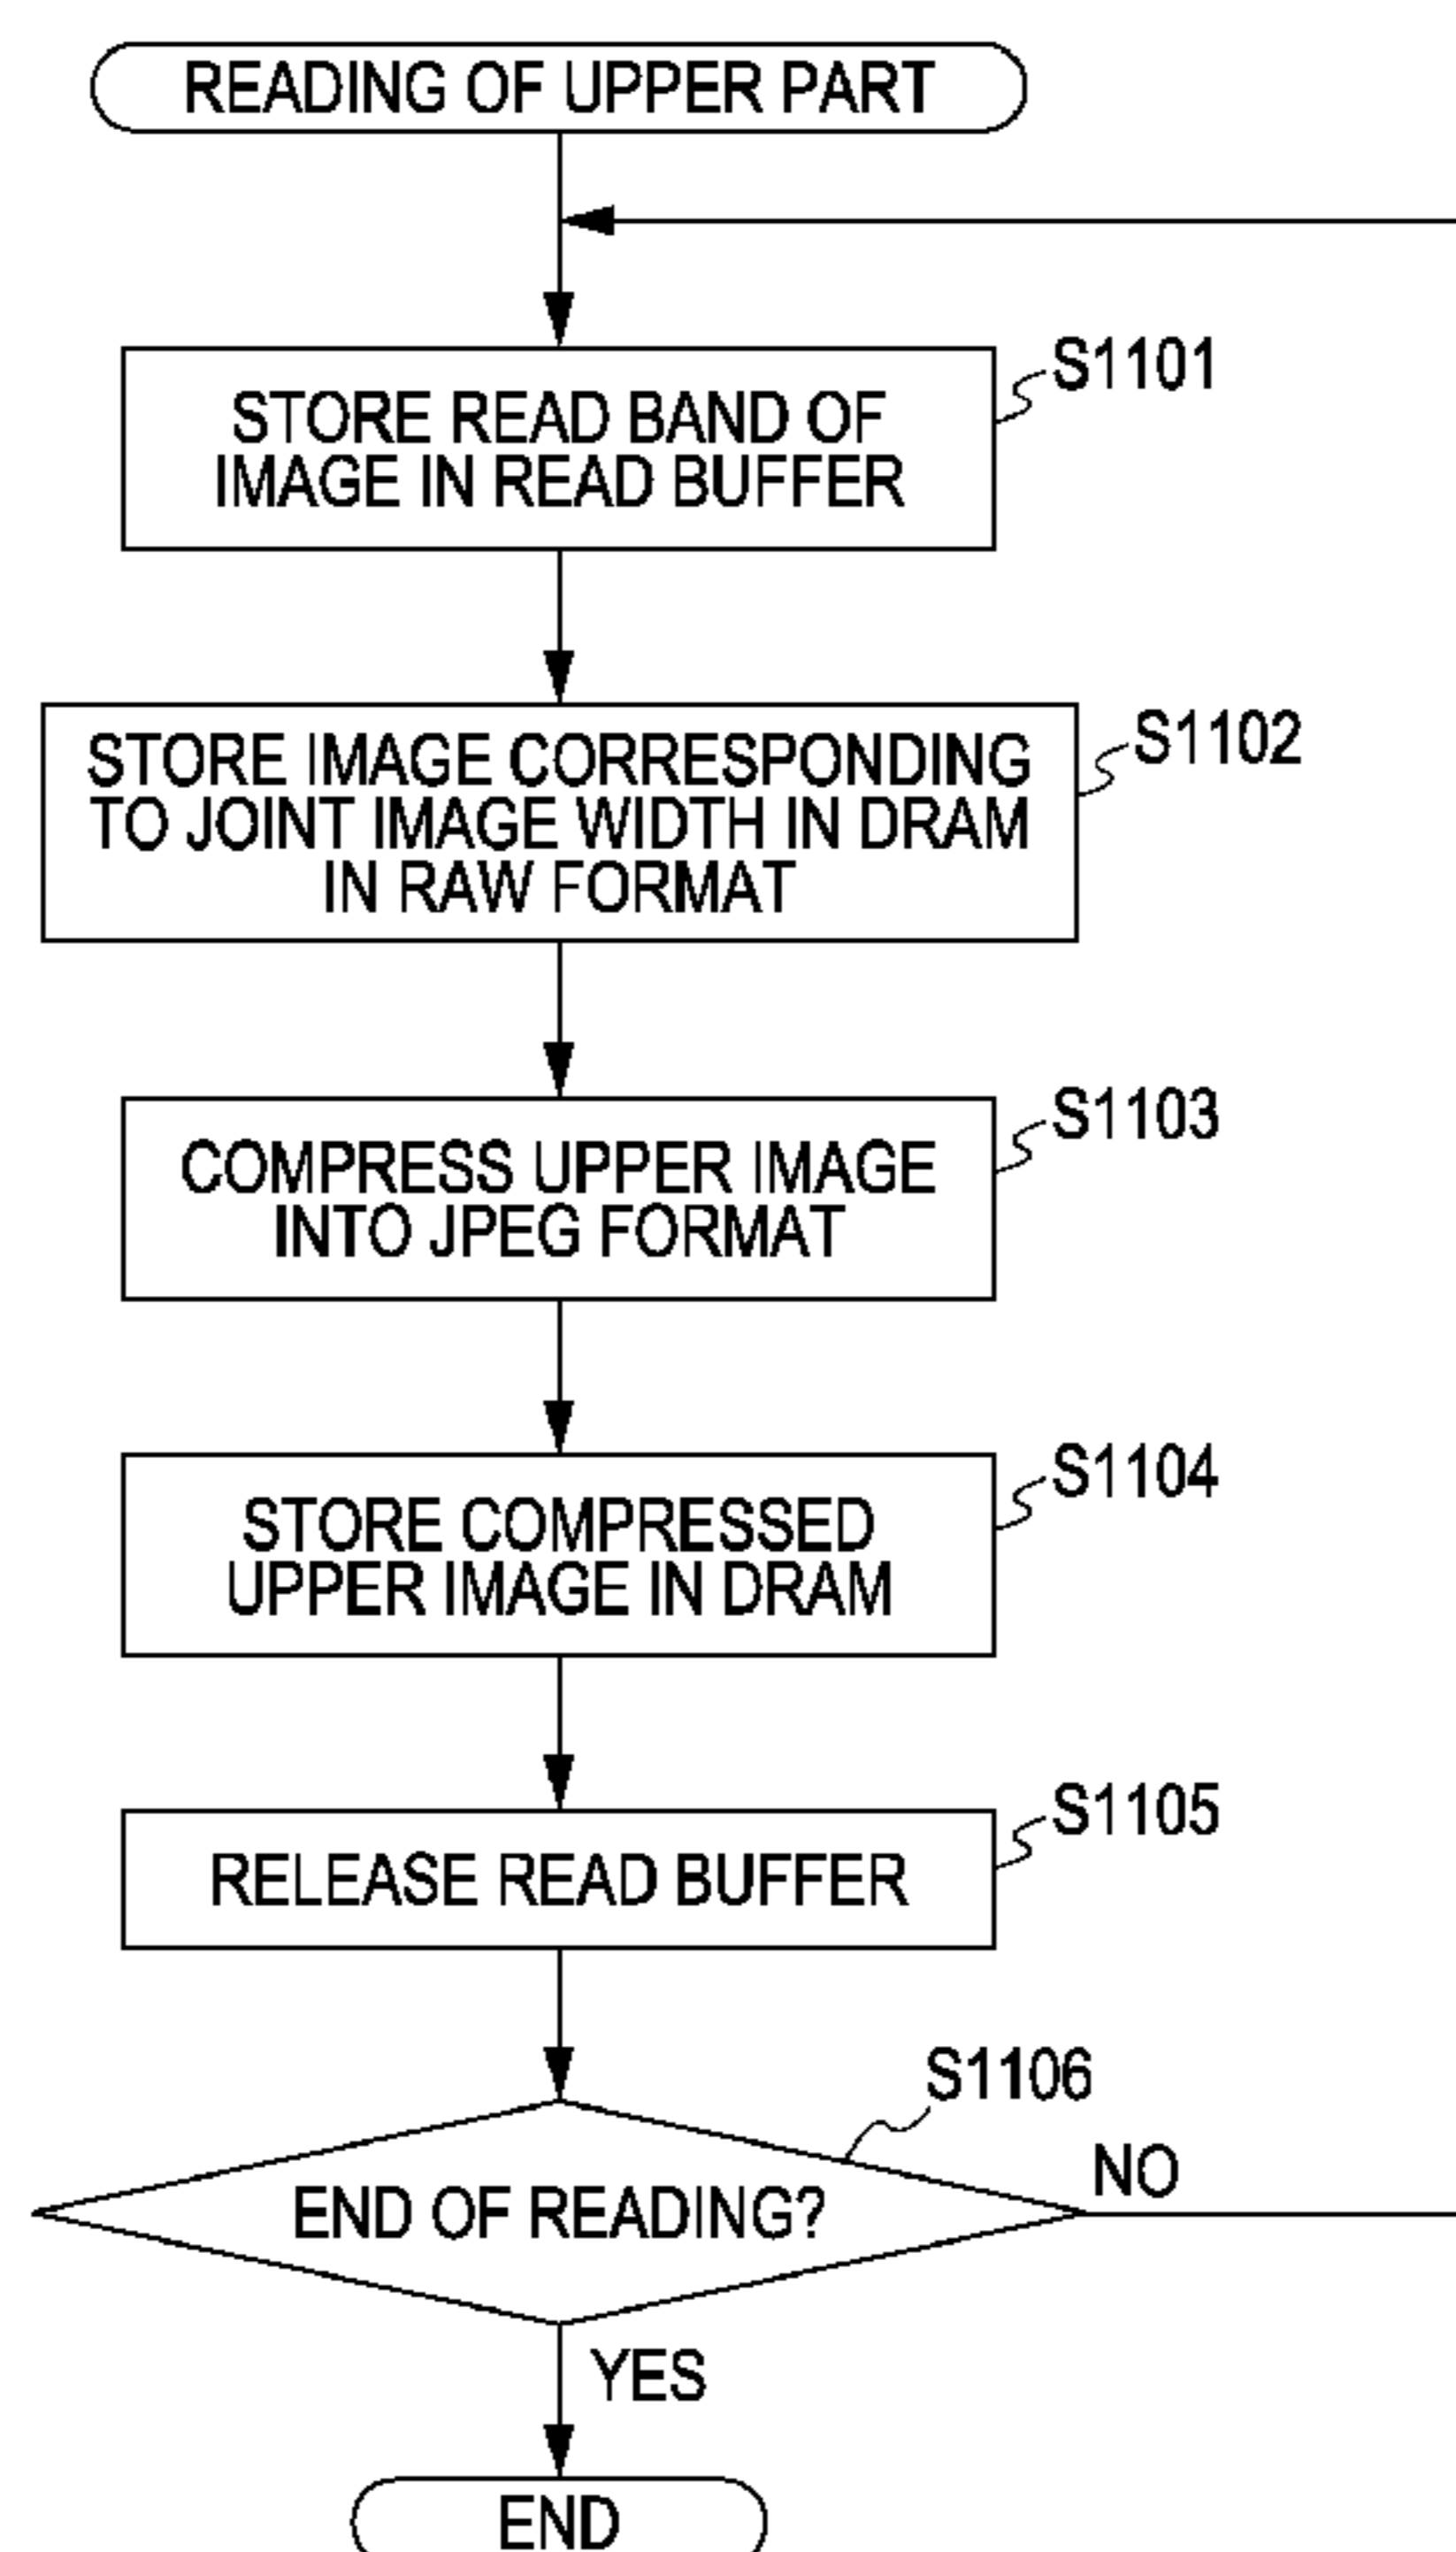 READING OF UPPER PART
S1101
STORE READ BAND OF
IMAGE IN READ BUFFER
S1102
STORE IMAGE CORRESPONDING
TO JOINT IMAGE WIDTH IN DRAM
IN RAW FORMAT
S1103
COMPRESS UPPER IMAGE
INTO JPEG FORMAT
S1104
STORE COMPRESSED
UPPER IMAGE IN DRAM
S1105
RELEASE READ BUFFER
S1106
END OF READING?
NO
YES
END